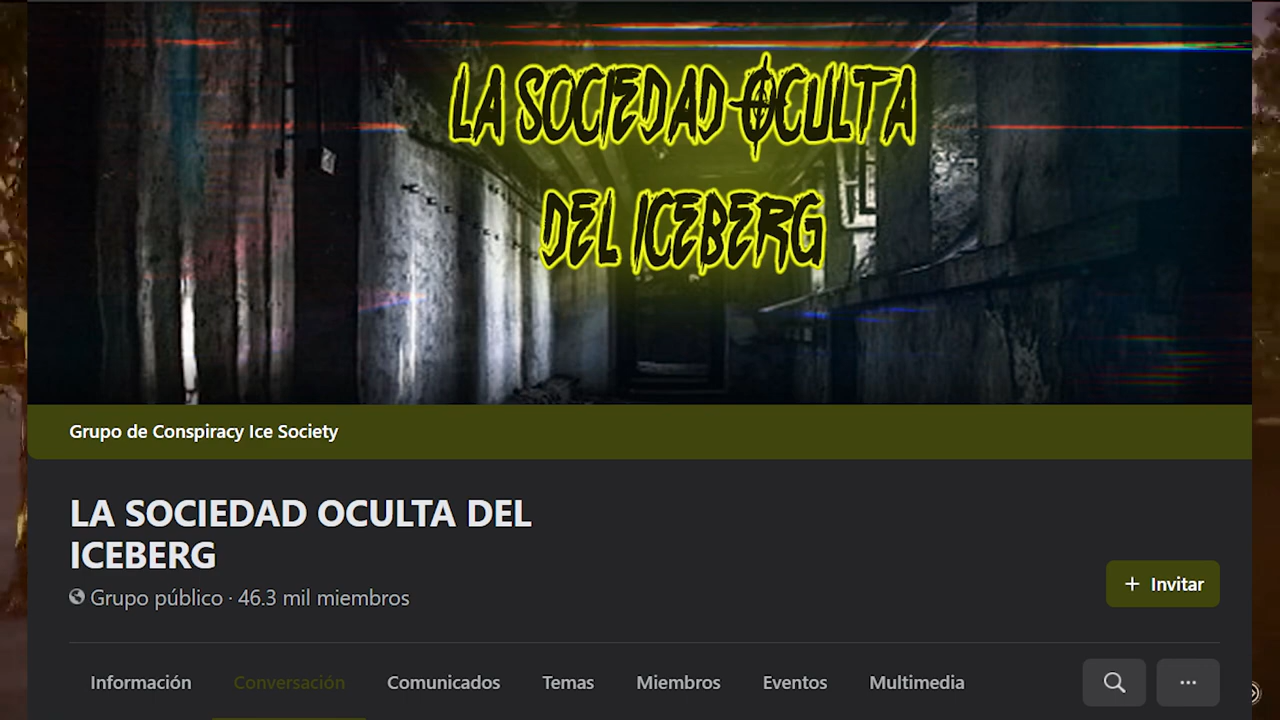 LA SOCIEDAD OCULTA
DEL ICEBERG
Grupo de Conspiracy Ice Society
LA SOCIEDAD OCULTA DEL
ICEBERG
Grupo público · 46.3 mil miembros
+ Invitar
Información Conversación Comunicados Temas Miembros Eventos Multimedia